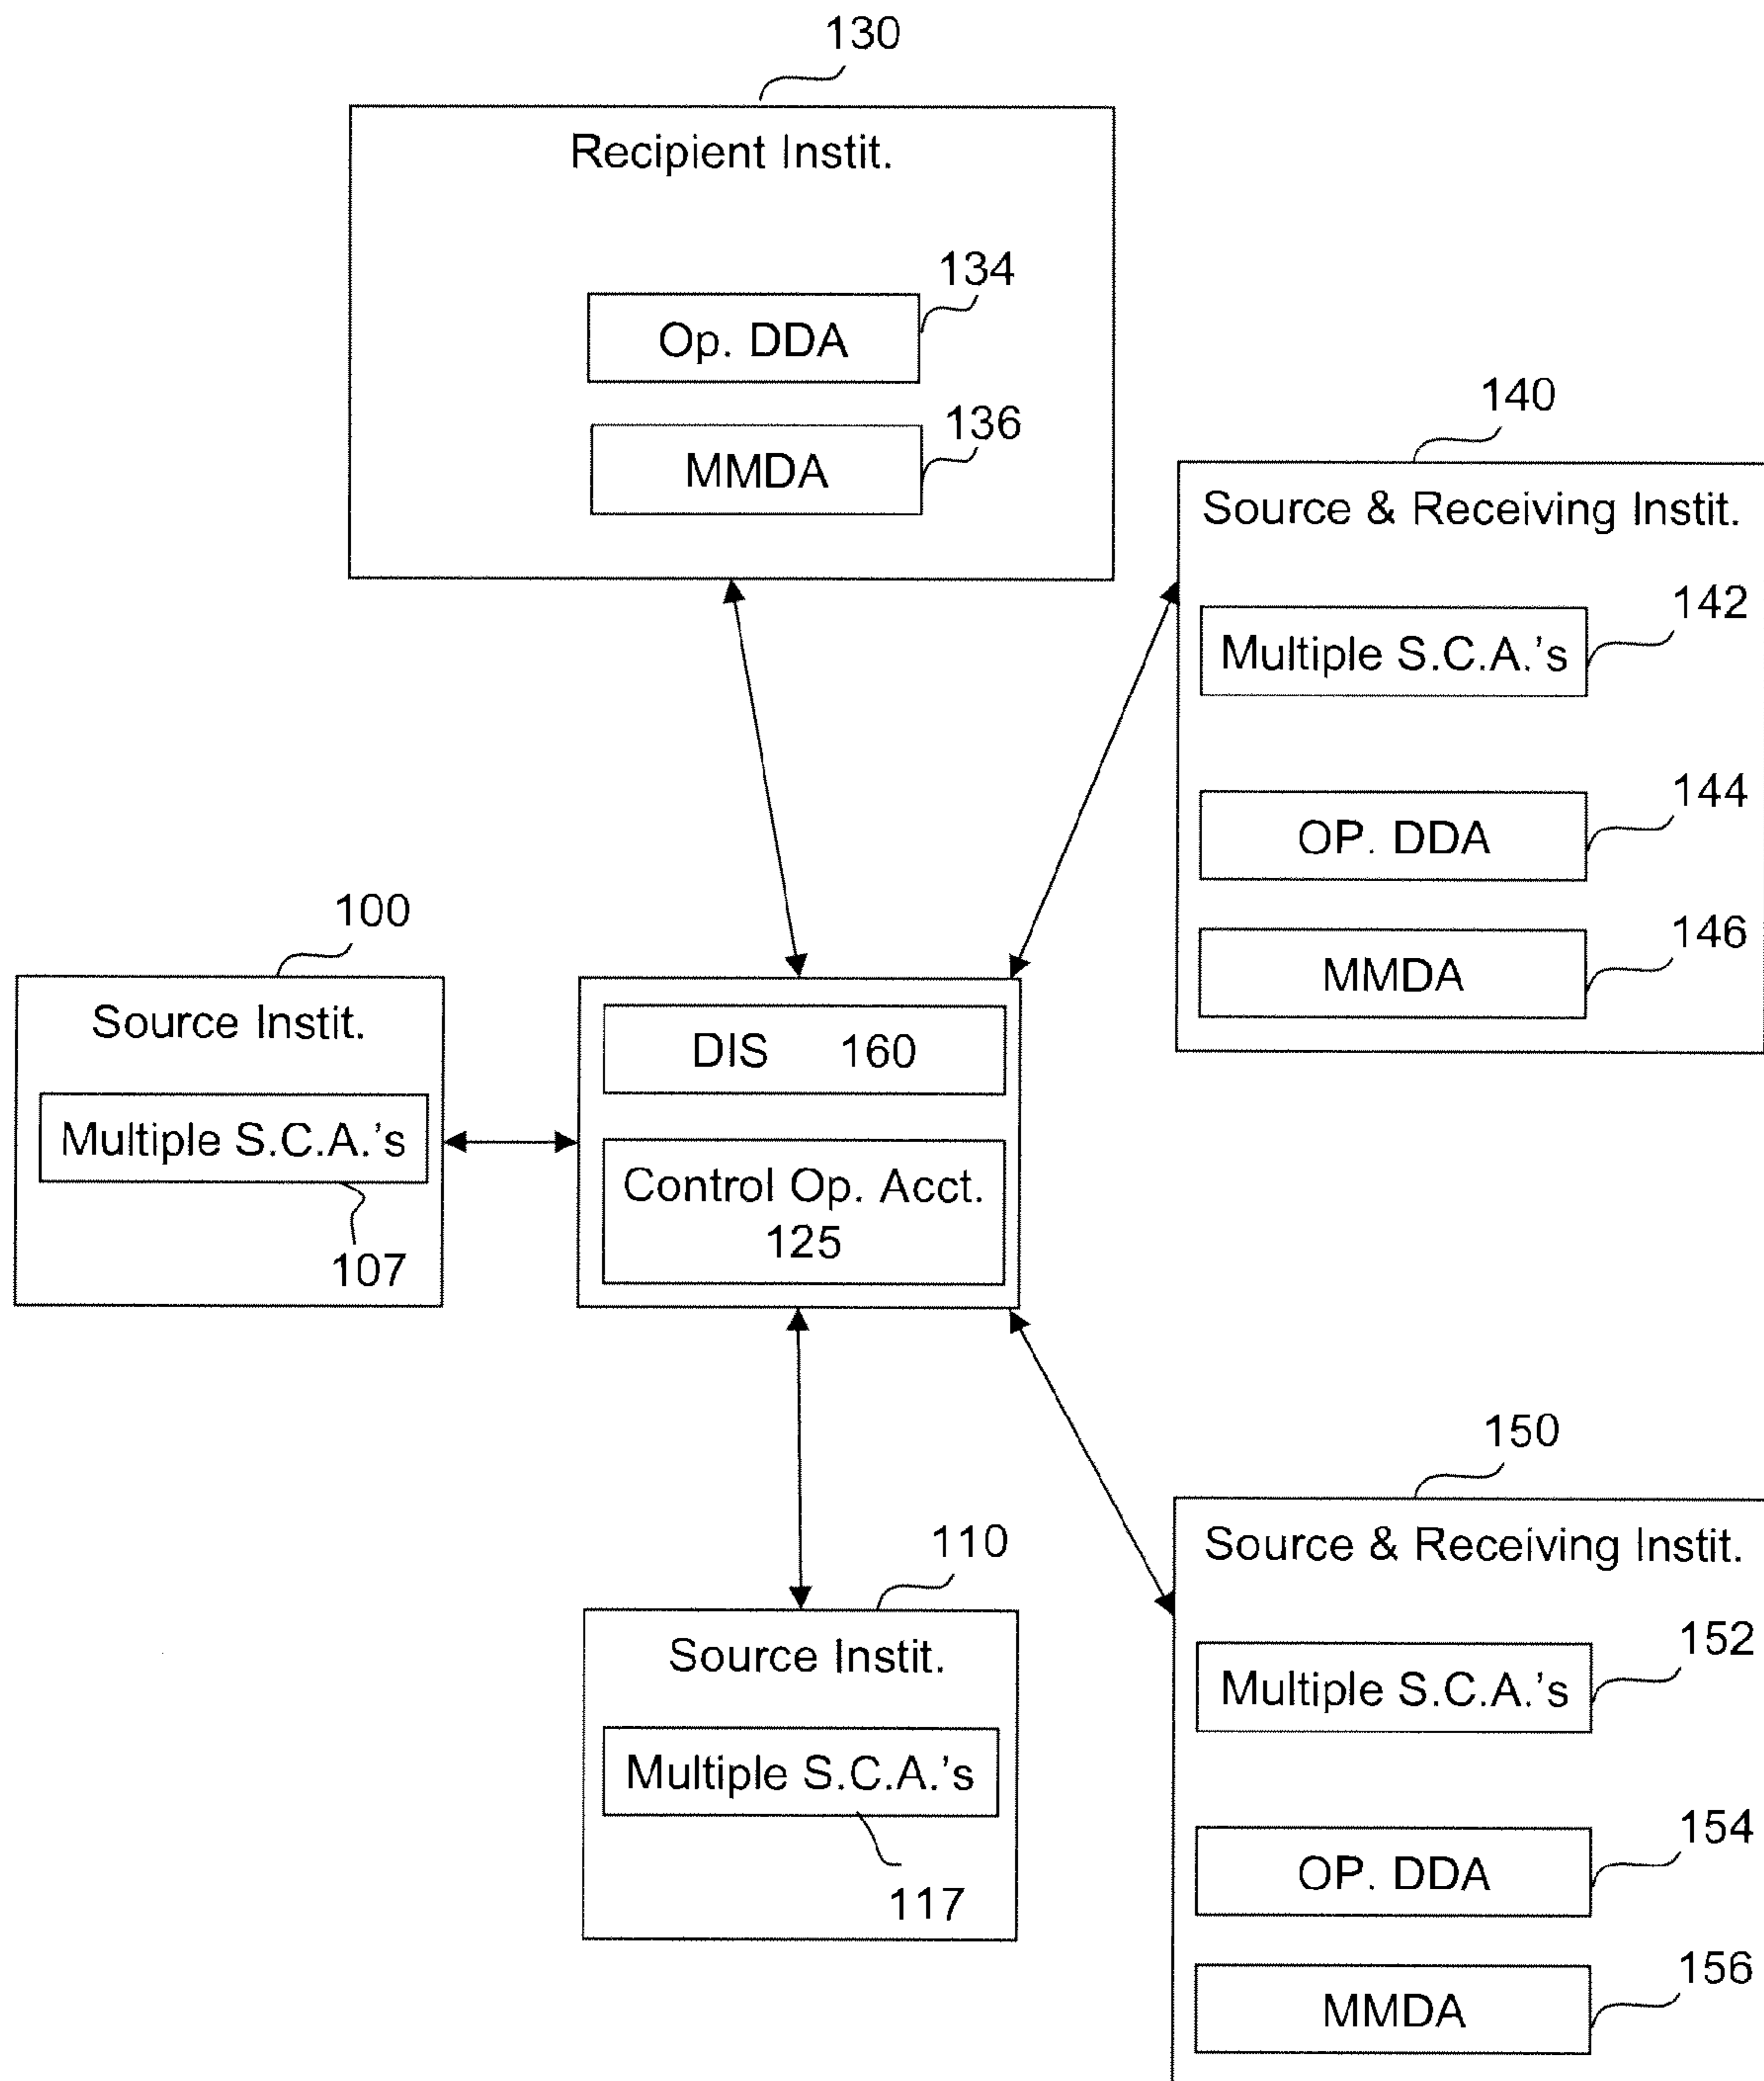 130
Recipient Instit.
134
Op. DDA
136
MMDA
140
Source & Receiving Instit.
142
Multiple S.C.A.'s
144
OP. DDA
146
MMDA
100
Source Instit.
Multiple S.C.A.'s
107
DIS 160
Control Op. Acct.
125
110
Source Instit.
Multiple S.C.A.'s
117
150
Source & Receiving Instit.
152
Multiple S.C.A.'s
154
OP. DDA
156
MMDA